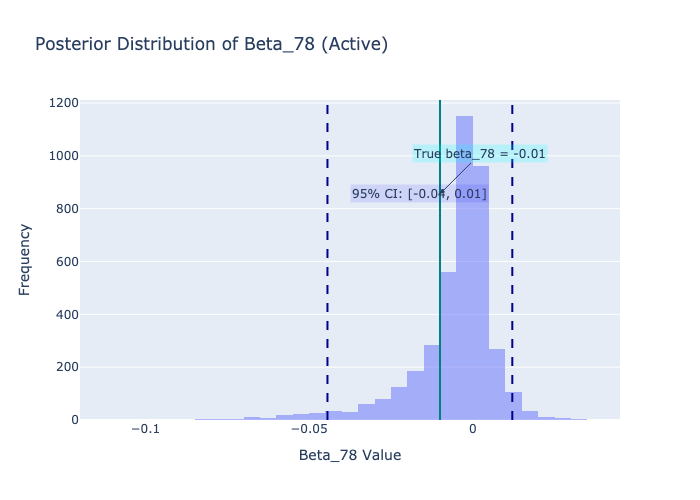 Posterior Distribution of Beta_78 (Active)
1200
1000
800
600
400
200
0
Frequency
True beta_78 = -0.01
95% CI: [-0.04, 0.01]
−0.1
−0.05
0
Beta_78 Value